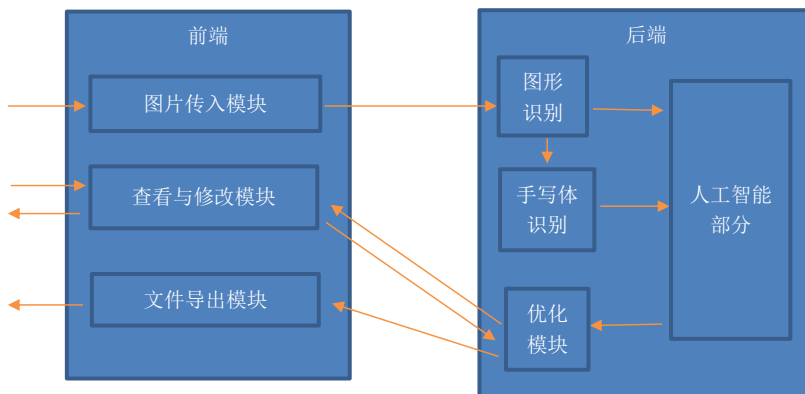 前端
图片传入模块
查看与修改模块
文件导出模块
后端
图形
识别
手写体
识别
人工智能
部分
优化
模块